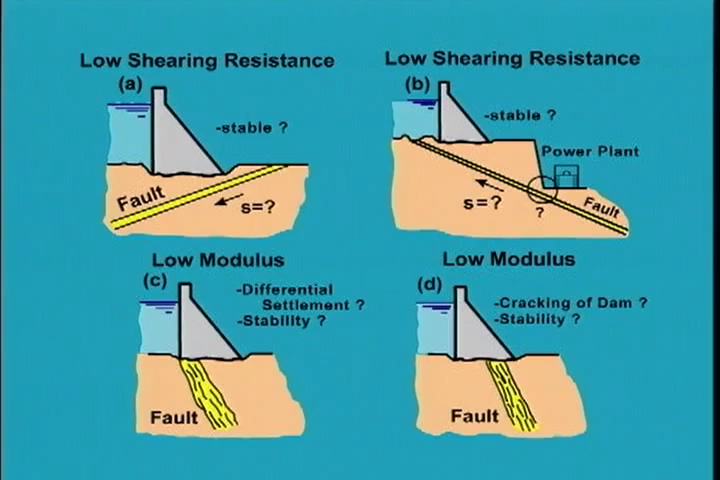 Low Shearing Resistance
(a)
-stable ?
Fault
s=?
Low Shearing Resistance
(b)
-stable ?
Power Plant
s=?
?
Fault
Low Modulus
(c)
-Differential
Settlement ?
-Stability ?
Fault
Low Modulus
(d)
-Cracking of Dam ?
-Stability ?
Fault